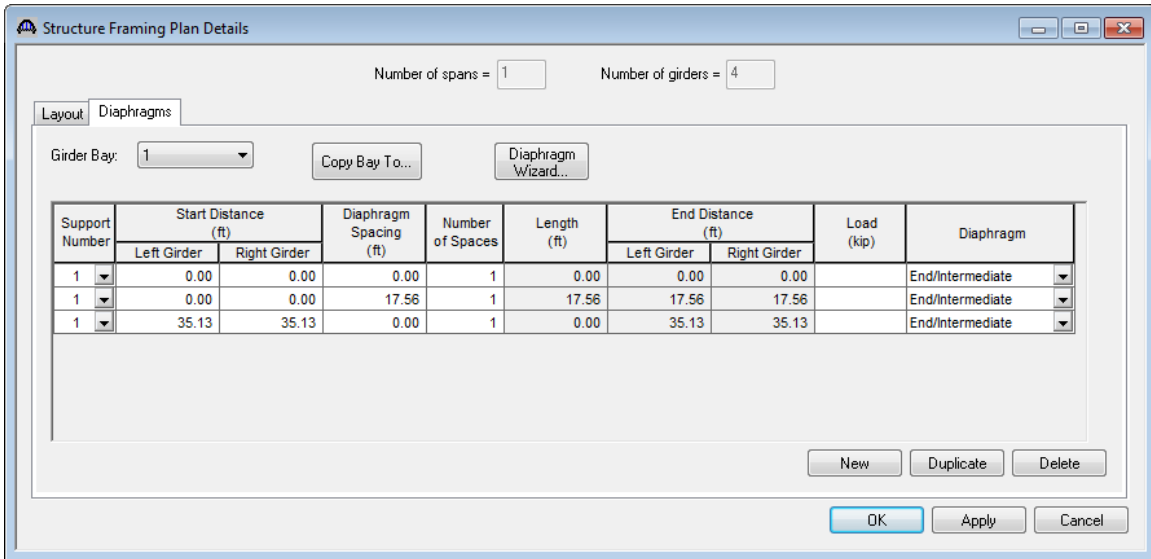 Structure Framing Plan Details
Number of spans = 1 Number of girders = 4
Layout Diaphragms
Girder Bay: 1 Copy Bay To... Diaphragm Wizard...
Support Number Start Distance (ft) Left Girder Right Girder Diaphragm Spacing (ft) Number of Spaces Length (ft) End Distance (ft) Left Girder Right Girder Load (kip) Diaphragm
1 0.00 0.00 0.00 1 0.00 0.00 0.00 End/Intermediate
1 0.00 0.00 17.56 1 17.56 17.56 17.56 End/Intermediate
1 35.13 35.13 0.00 1 0.00 35.13 35.13 End/Intermediate
New Duplicate Delete
OK Apply Cancel